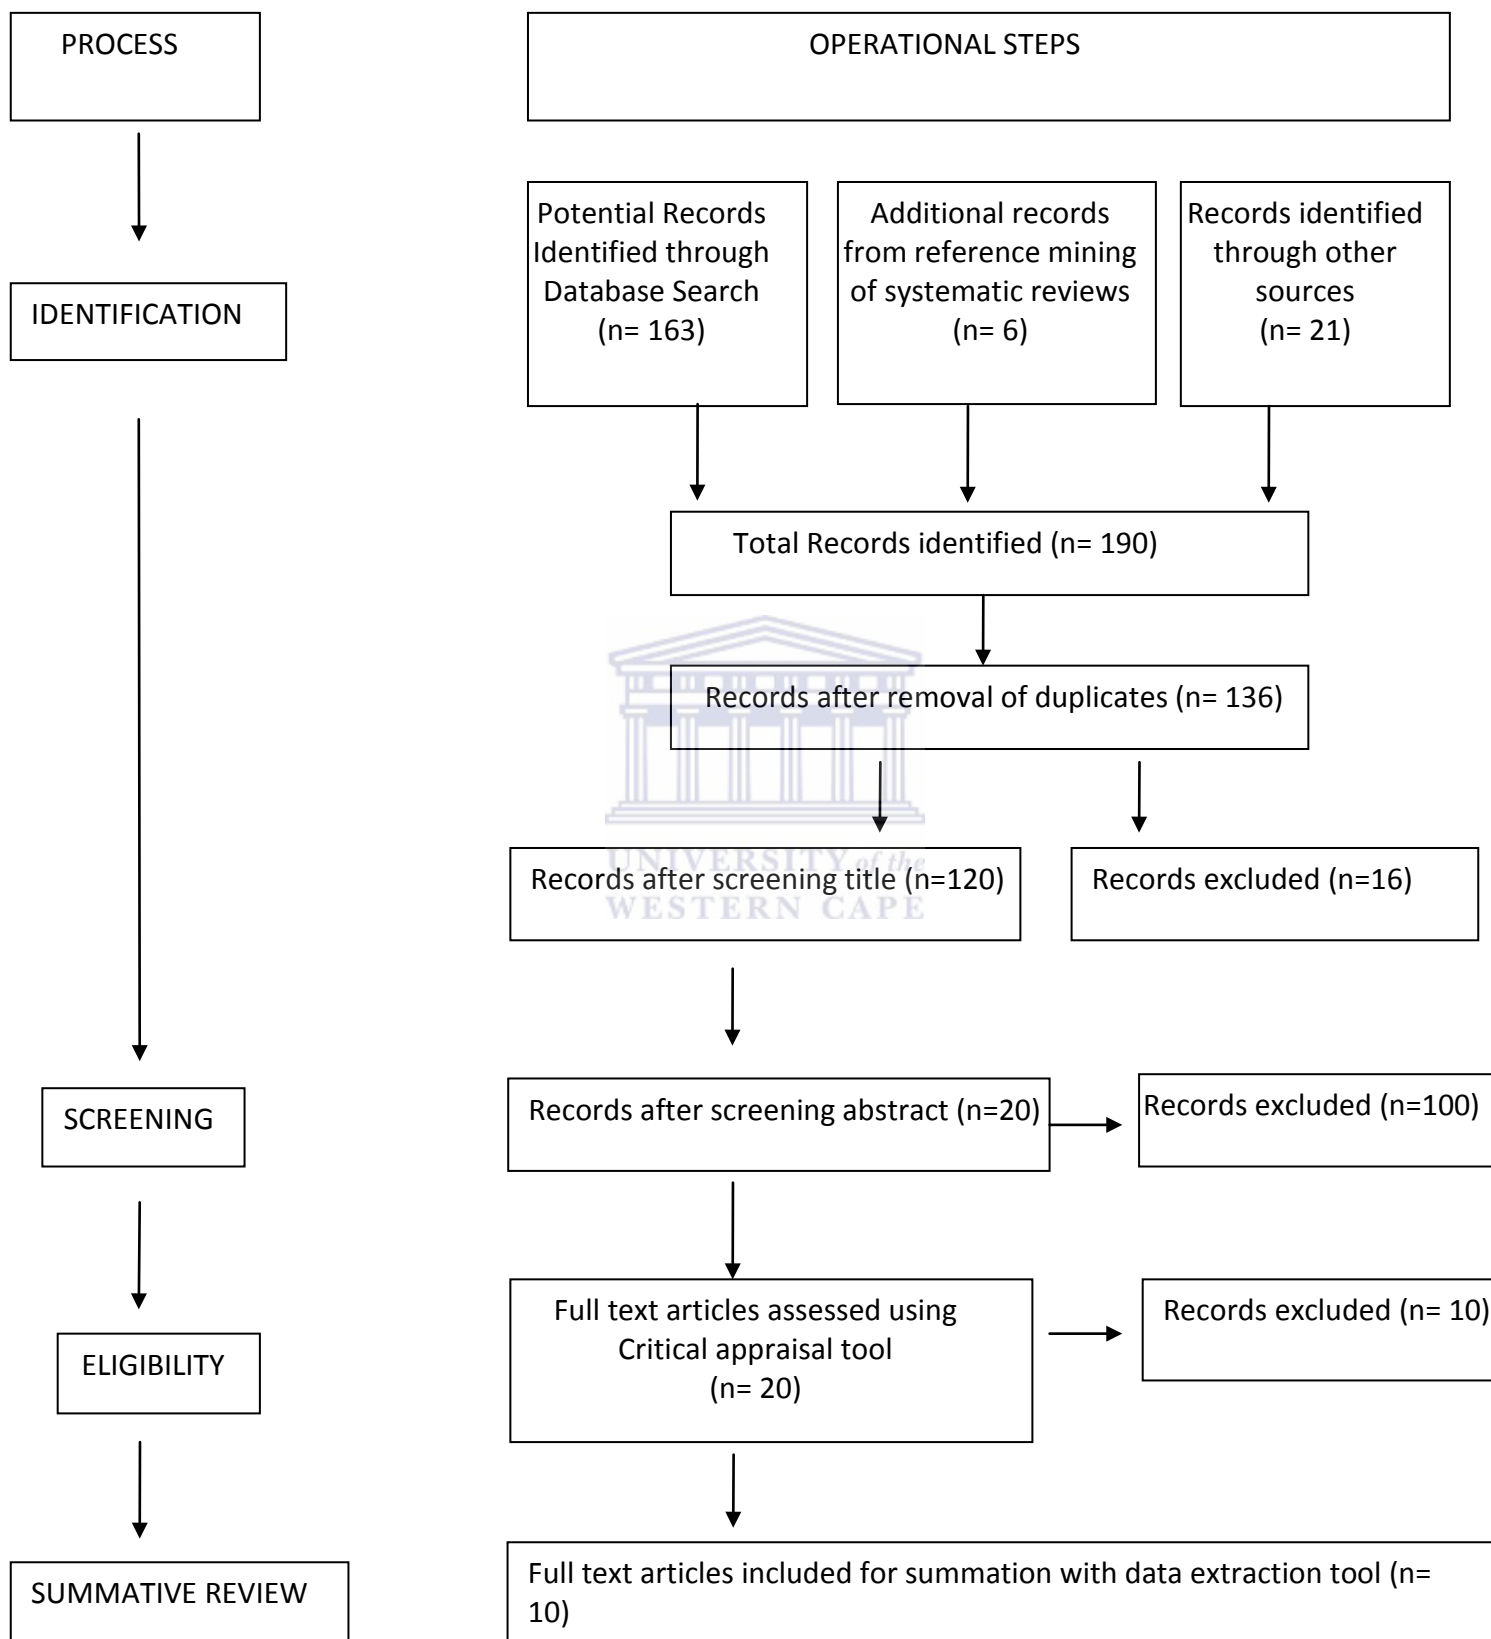 PROCESS
OPERATIONAL STEPS
Potential Records
Identified through
Database Search
(n= 163)
Additional records
from reference mining
of systematic reviews
(n= 6)
Records identified
through other
sources
(n= 21)
IDENTIFICATION
Total Records identified (n= 190)
Records after removal of duplicates (n= 136)
UNIVERSITY of the
WESTERN CAPE
Records after screening title (n=120)
Records excluded (n=16)
SCREENING
Records after screening abstract (n=20)
Records excluded (n=100)
ELIGIBILITY
Full text articles assessed using
Critical appraisal tool
(n= 20)
Records excluded (n= 10)
SUMMATIVE REVIEW
Full text articles included for summation with data extraction tool (n=
10)